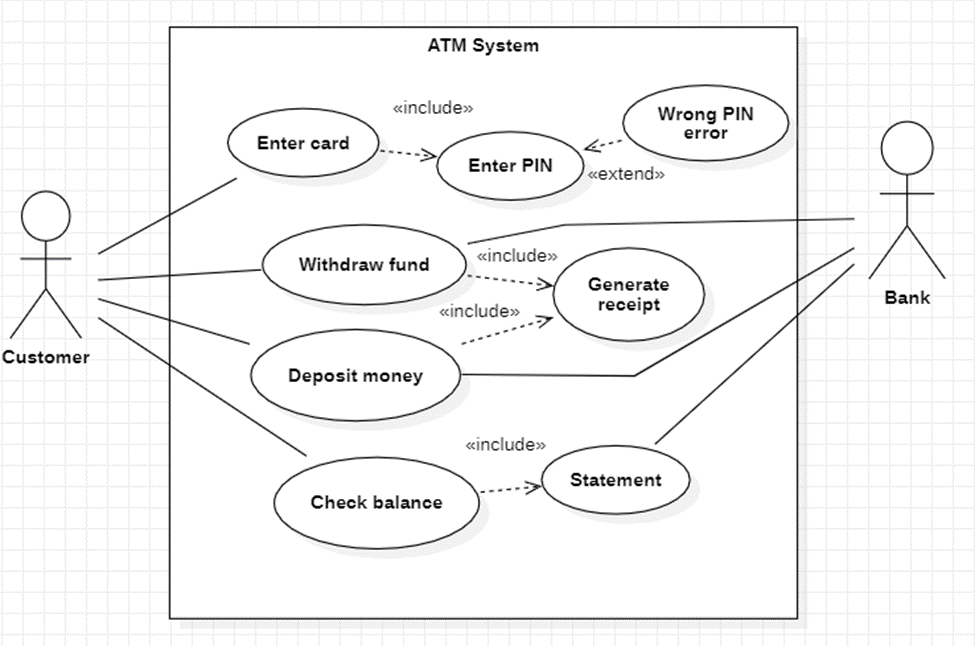 ATM System
«include»
Enter card
Enter PIN
Wrong PIN
error
«extend»
Withdraw fund
«include»
Generate
receipt
«include»
Deposit money
«include»
Check balance
Statement
Customer
Bank